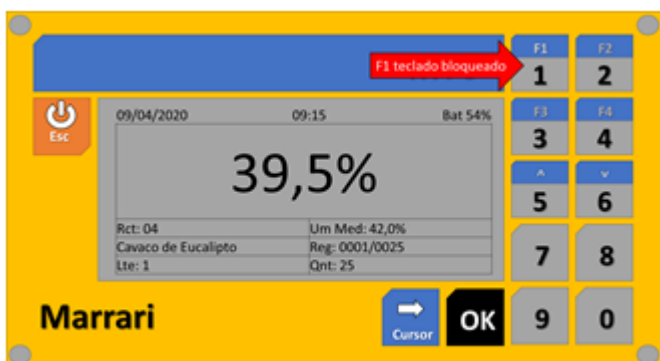 F1 teclado bloqueado
F1
1
F2
2
Esc
09/04/2020 09:15 Bat 54%
F3
3
F4
4
39,5%
^
5
v
6
Rct: 04 Um Med: 42,0%
Cavaco de Eucalipto Reg: 0001/0025
Lte: 1 Qnt: 25
7
8
Marrari
Cursor
OK
9
0